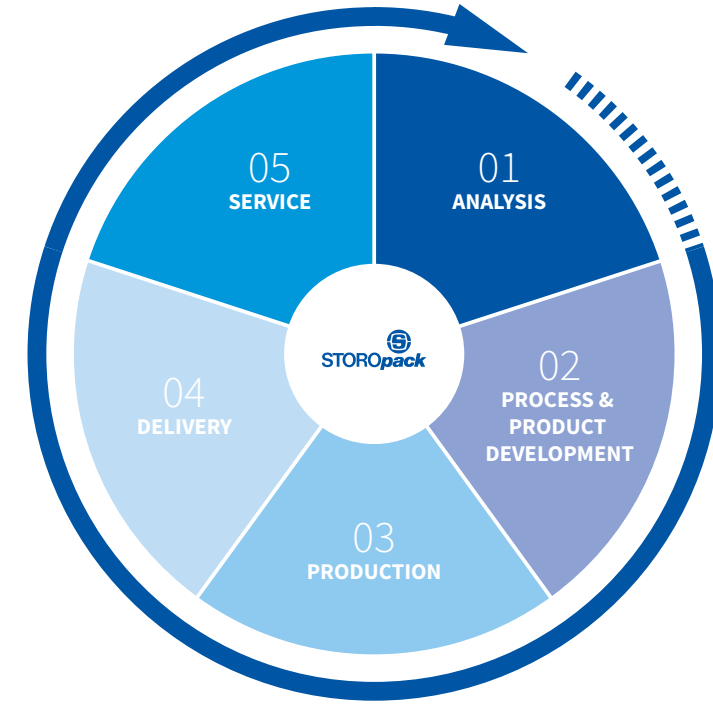 01
ANALYSIS
02
PROCESS &
PRODUCT
DEVELOPMENT
03
PRODUCTION
04
DELIVERY
05
SERVICE
S
STOROpack